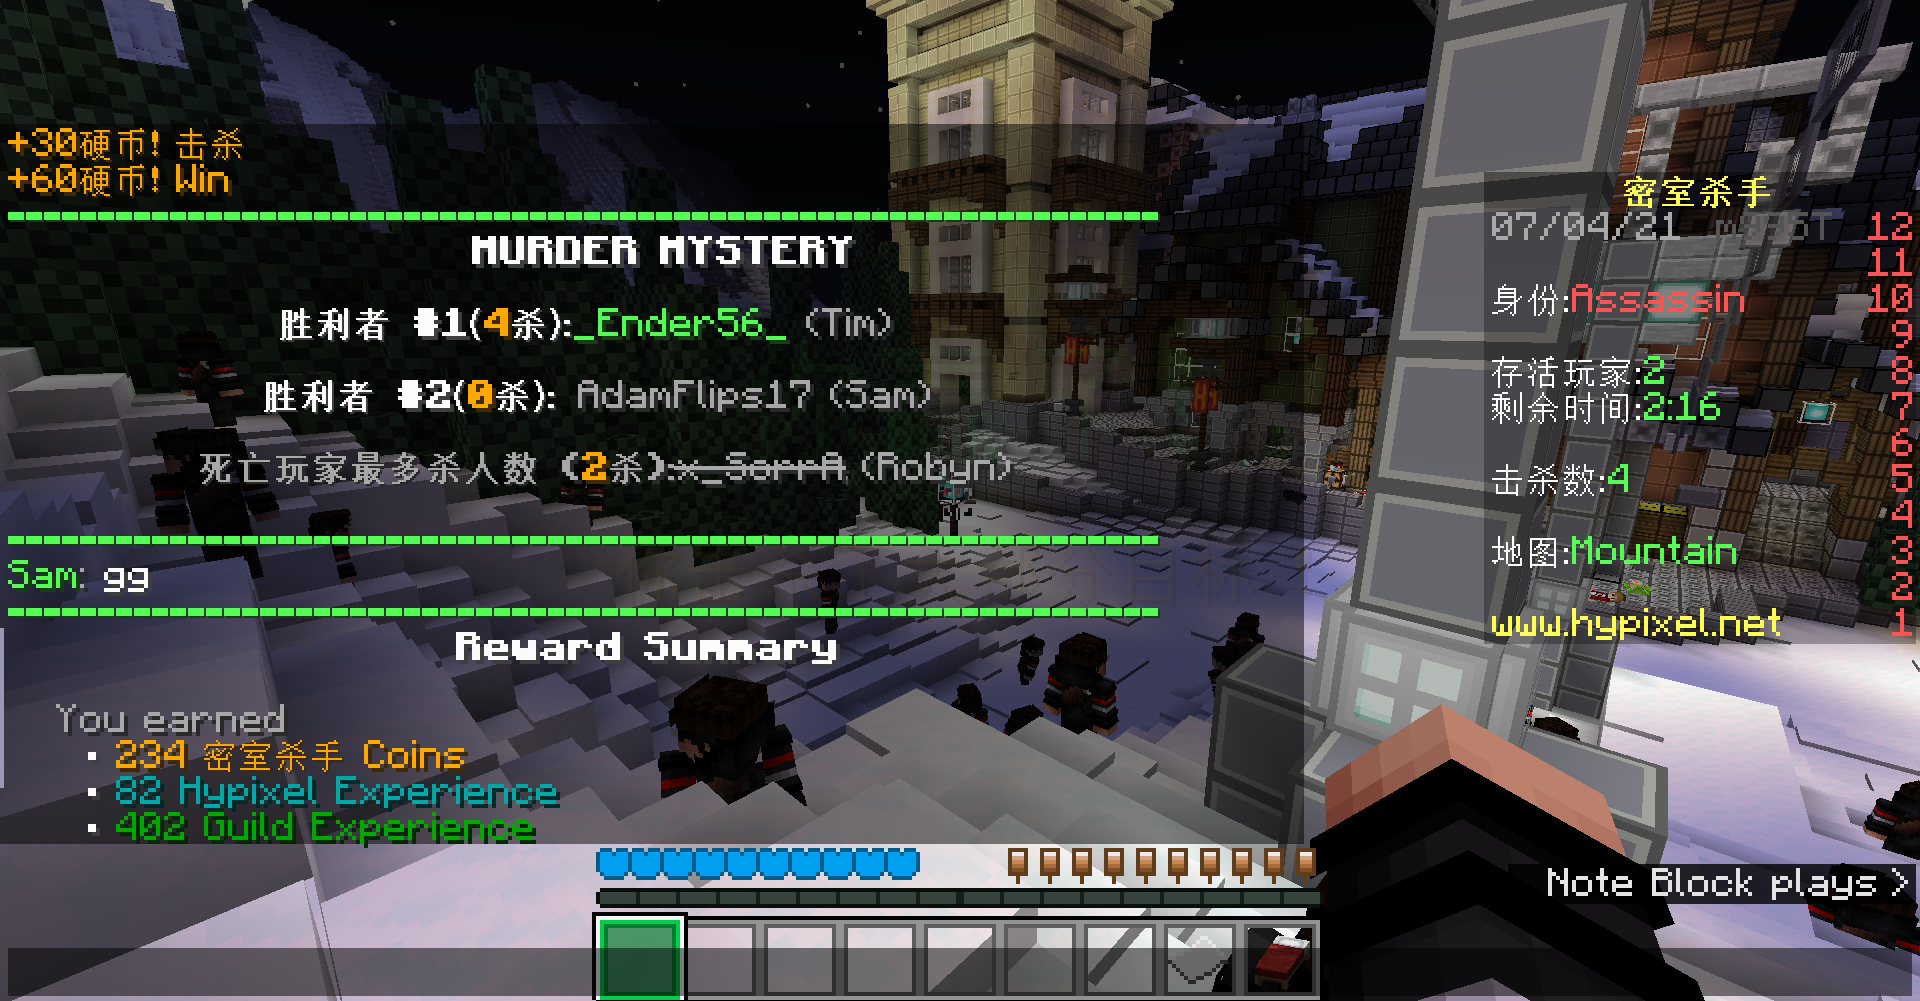 +30硬币! 击杀
+60硬币! Win
MURDER MYSTERY
胜利者 #1(4杀):_Ender56_ (Tim)
胜利者 #2(0杀): AdamFlips17 (Sam)
死亡玩家最多杀人数 (2杀):x_SorrA (Robyn)
Sam: gg
Reward Summary
You earned
▪ 234 密室杀手 Coins
▪ 82 Hypixel Experience
▪ 402 Guild Experience
密室杀手
07/04/21 12
11
身份:Assassin 10
9
存活玩家:2 8
剩余时间:2:16 7
6
击杀数:4 5
4
地图:Mountain 3
2
www.hypixel.net 1
Note Block plays >